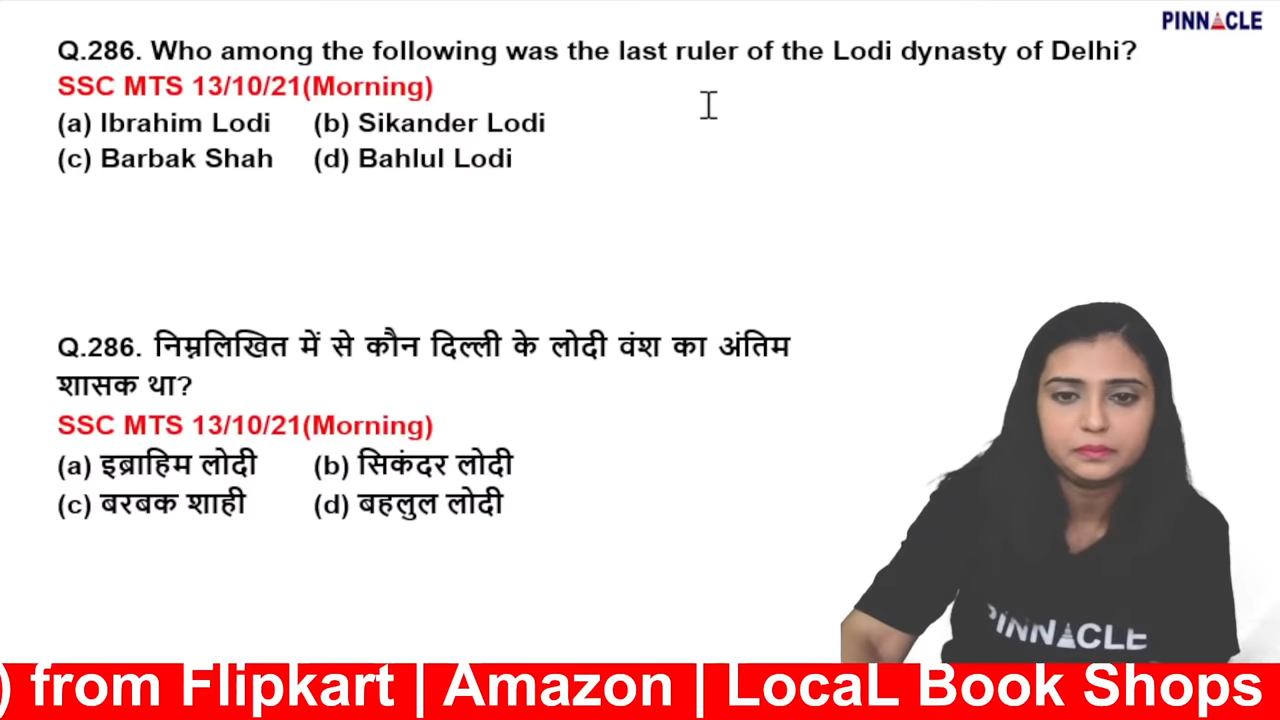 PINNACLE
Q.286. Who among the following was the last ruler of the Lodi dynasty of Delhi?
SSC MTS 13/10/21(Morning)
(a) Ibrahim Lodi (b) Sikander Lodi
(c) Barbak Shah (d) Bahlul Lodi
Q.286. निम्नलिखित में से कौन दिल्ली के लोदी वंश का अंतिम
शासक था?
SSC MTS 13/10/21(Morning)
(a) इब्राहिम लोदी (b) सिकंदर लोदी
(c) बरबक शाही (d) बहलुल लोदी
PINNACLE
) from Flipkart | Amazon | LocaL Book Shops